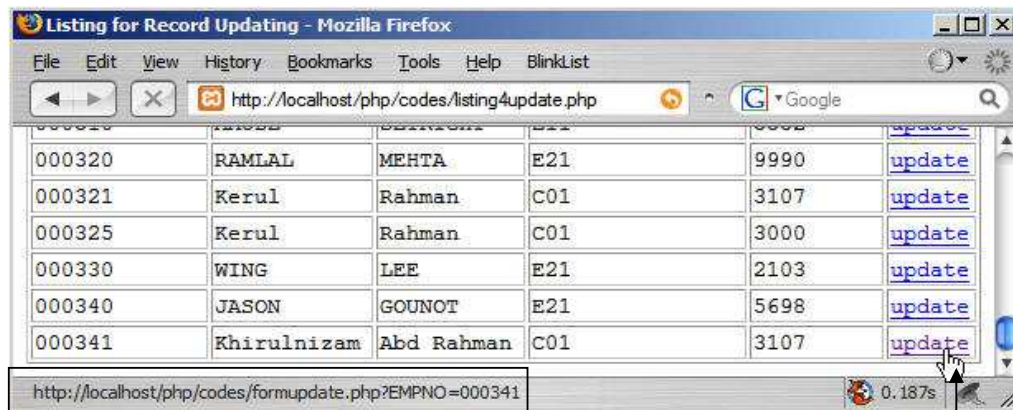 Listing for Record Updating - Mozilla Firefox
File Edit View History Bookmarks Tools Help BlinkList
http://localhost/php/codes/listing4update.php Google
update
000320 RAMLAL MEHTA E21 9990 update
000321 Kerul Rahman C01 3107 update
000325 Kerul Rahman C01 3000 update
000330 WING LEE E21 2103 update
000340 JASON GOUNOT E21 5698 update
000341 Khirulnizam Abd Rahman C01 3107 update
http://localhost/php/codes/formupdate.php?EMPNO=000341 0.187s